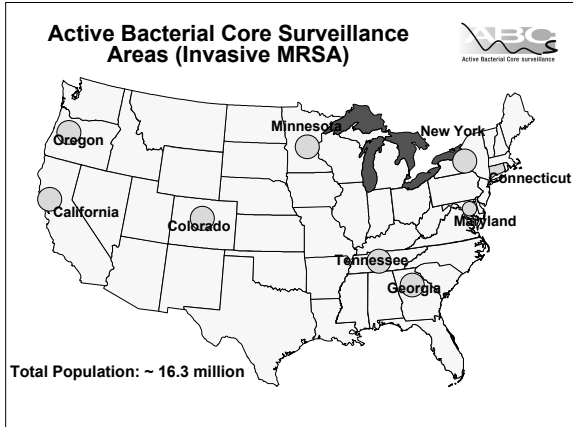 Active Bacterial Core Surveillance
Areas (Invasive MRSA)
ABCs
Active Bacterial Core surveillance
Minnesota
New York
Oregon
Connecticut
California
Colorado
Maryland
Tennessee
Georgia
Total Population: ~ 16.3 million